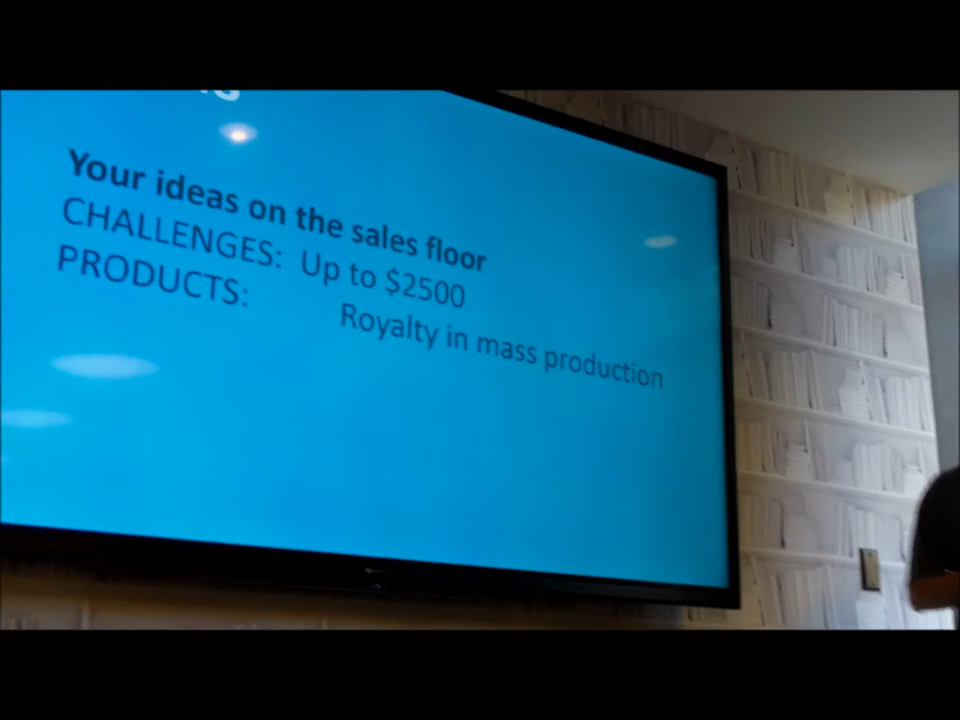 Your ideas on the sales floor
CHALLENGES: Up to $2500
PRODUCTS: Royalty in mass production